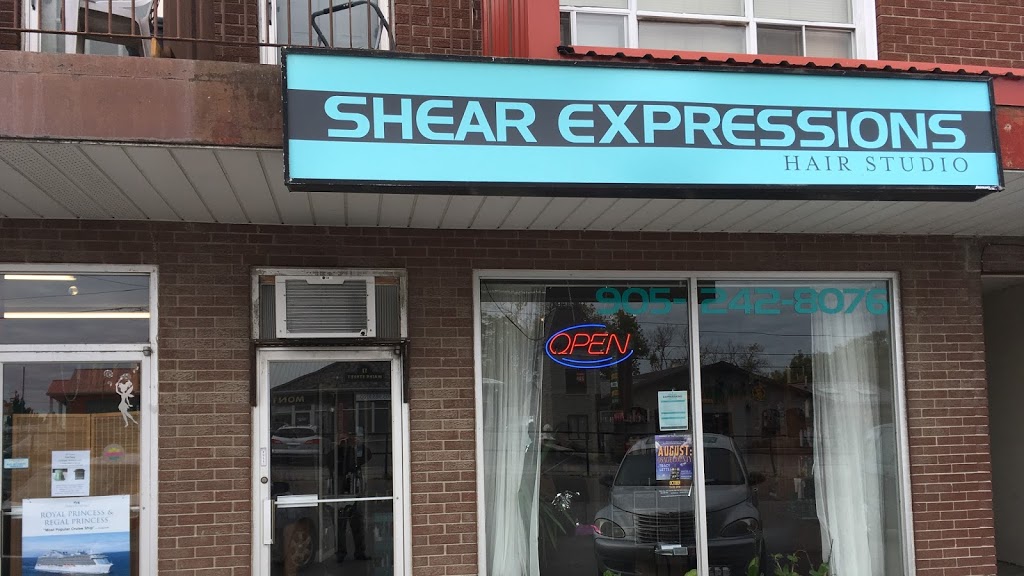 SHEAR EXPRESSIONS
HAIR STUDIO
905-242-8076
OPEN
AUGUST:
ROYAL PRINCESS &
REGAL PRINCESS